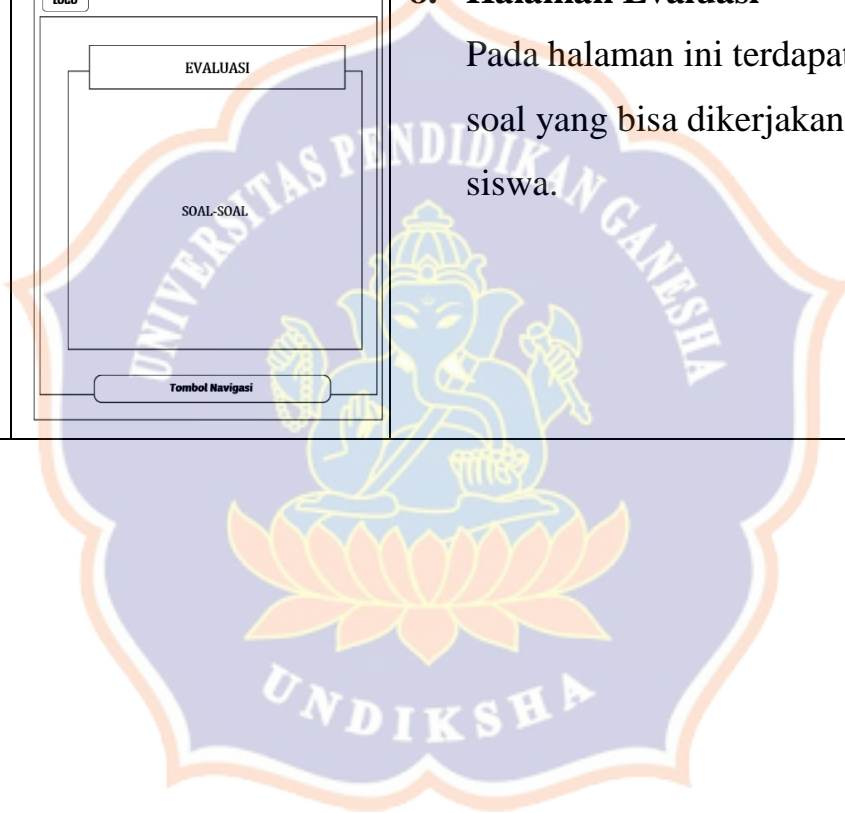 LOGO
EVALUASI
SOAL-SOAL
Tombol Navigasi
8. Halaman Evaluasi
Pada halaman ini terdapat
soal yang bisa dikerjakan
siswa.
UNIVERSITAS PENDIDIKAN GANESHA
UNDIKSHA